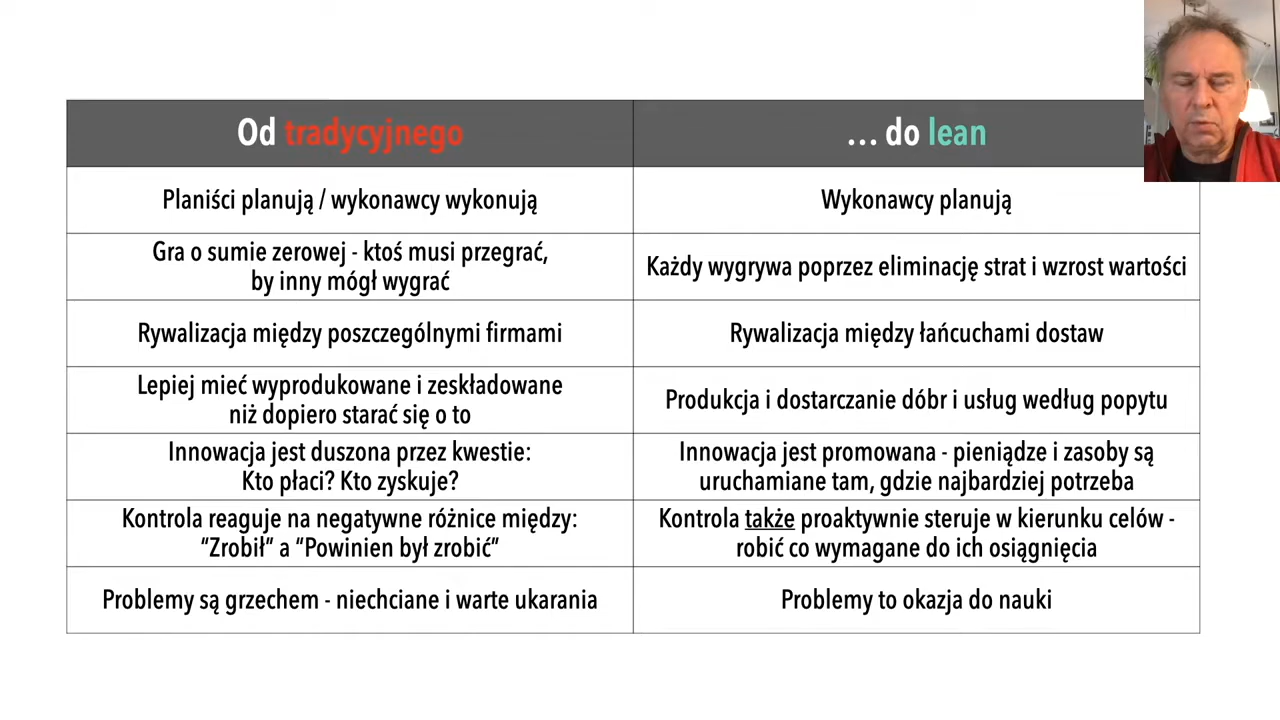 Od tradycyjnego
... do lean
Planiści planują / wykonawcy wykonują
Wykonawcy planują
Gra o sumie zerowej - ktoś musi przegrać,
by inny mógł wygrać
Każdy wygrywa poprzez eliminację strat i wzrost wartości
Rywalizacja między poszczególnymi firmami
Rywalizacja między łańcuchami dostaw
Lepiej mieć wyprodukowane i zeskładowane
niż dopiero starać się o to
Produkcja i dostarczanie dóbr i usług według popytu
Innowacja jest duszona przez kwestie:
Kto płaci? Kto zyskuje?
Innowacja jest promowana - pieniądze i zasoby są
uruchamiane tam, gdzie najbardziej potrzeba
Kontrola reaguje na negatywne różnice między:
“Zrobił” a “Powinien był zrobić”
Kontrola także proaktywnie steruje w kierunku celów -
robić co wymagane do ich osiągnięcia
Problemy są grzechem - niechciane i warte ukarania
Problemy to okazja do nauki